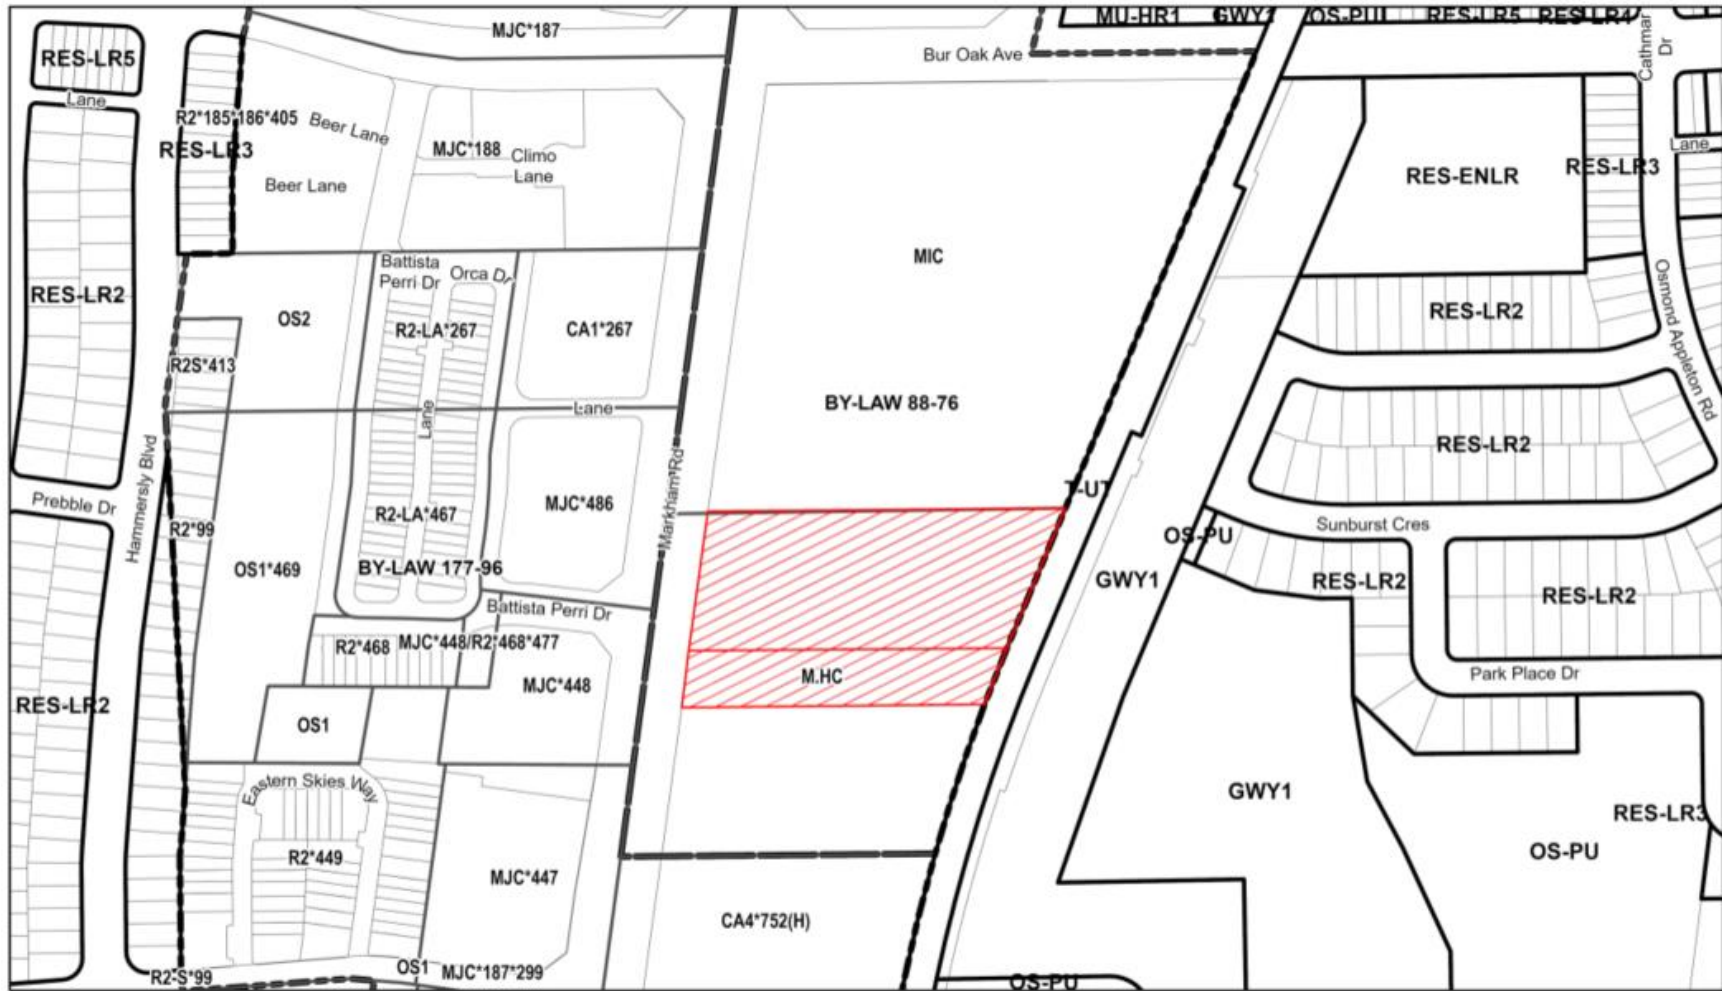 MJC*187
MU-HR1
GWY1
OS-PU
RES-LR5
RES-LR4
Cathmar
Dr
RES-LR5
Bur Oak Ave
Lane
R2*185*186*405
Beer Lane
RES-LR3
MJC*188
Climo
Lane
Lane
RES-LR3
RES-ENLR
Beer Lane
MIC
Battista
Perri Dr
Orca Dr
RES-LR2
OS2
R2-LA*267
CA1*267
RES-LR2
Osmond Appleton Rd
R2S*413
Lane
Lane
BY-LAW 88-76
RES-LR2
Hammersly Blvd
Markham Rd
Prebble Dr
R2*99
R2-LA*467
MJC*486
T-UT
Sunburst Cres
OS-PU
OS1*469
BY-LAW 177-96
GWY1
RES-LR2
RES-LR2
Battista Perri Dr
R2*468
MJC*448/R2*468*477
M.HC
Park Place Dr
RES-LR2
MJC*448
OS1
Eastern Skies Way
GWY1
RES-LR3
R2*449
MJC*447
OS-PU
CA4*752(H)
R2-S*99
OS1
MJC*187*299
OS-PU